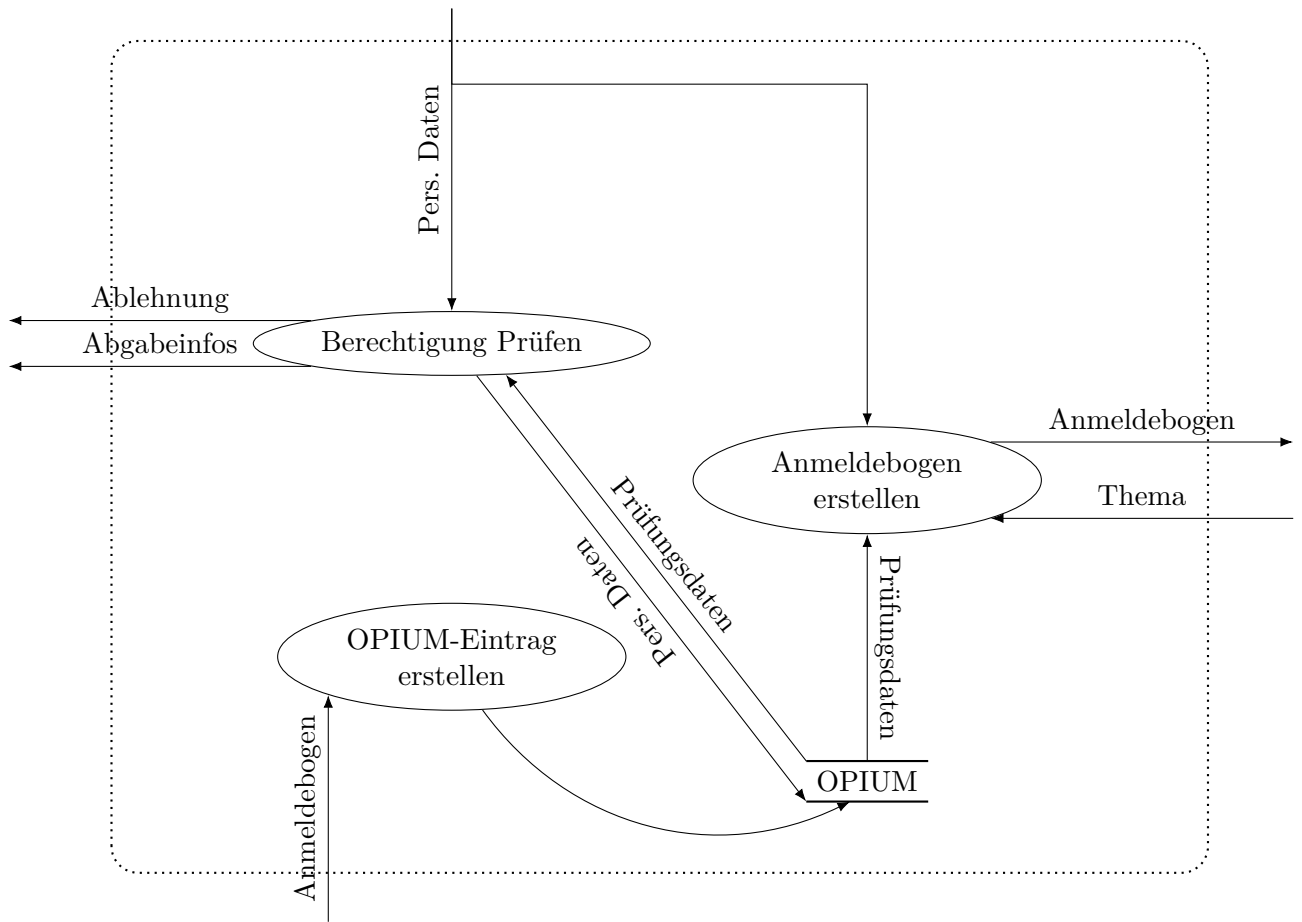 Pers. Daten
Ablehnung
Abgabeinfos
Berechtigung Prüfen
Anmeldebogen
Anmeldebogen
erstellen
Thema
Prüfungsdaten
Pers. Daten
Prüfungsdaten
OPIUM-Eintrag
erstellen
Anmeldebogen
OPIUM